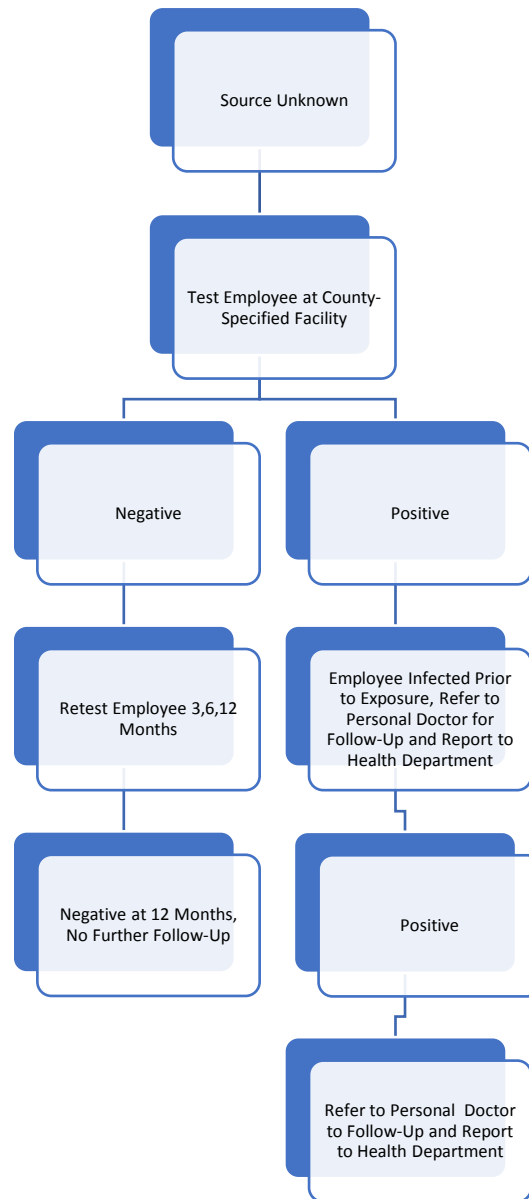 Source Unknown
Test Employee at County-
Specified Facility
Negative
Positive
Retest Employee 3,6,12
Months
Employee Infected Prior
to Exposure, Refer to
Personal Doctor for
Follow-Up and Report to
Health Department
Negative at 12 Months,
No Further Follow-Up
Positive
Refer to Personal  Doctor
to Follow-Up and Report
to Health Department